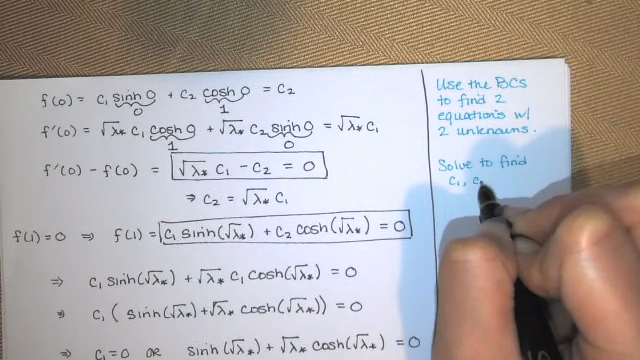 f(0) = c₁ sinh 0 + c₂ cosh 0 = c₂
0 1
f'(0) = √λ* c₁ cosh 0 + √λ* c₂ sinh 0 = √λ* c₁
1 0
f'(0) - f(0) = √λ* c₁ - c₂ = 0
⇒ c₂ = √λ* c₁
f(1) = 0 ⇒ f(1) = c₁ sinh(√λ*) + c₂ cosh(√λ*) = 0
⇒ c₁ sinh(√λ*) + √λ* c₁ cosh(√λ*) = 0
⇒ c₁ ( sinh(√λ*) + √λ* cosh(√λ*)) = 0
⇒ c₁ = 0 OR sinh(√λ*) + √λ* cosh(√λ*) = 0
Use the BCs
to find 2
equations w/
2 unknowns.
Solve to find
c₁, c₂